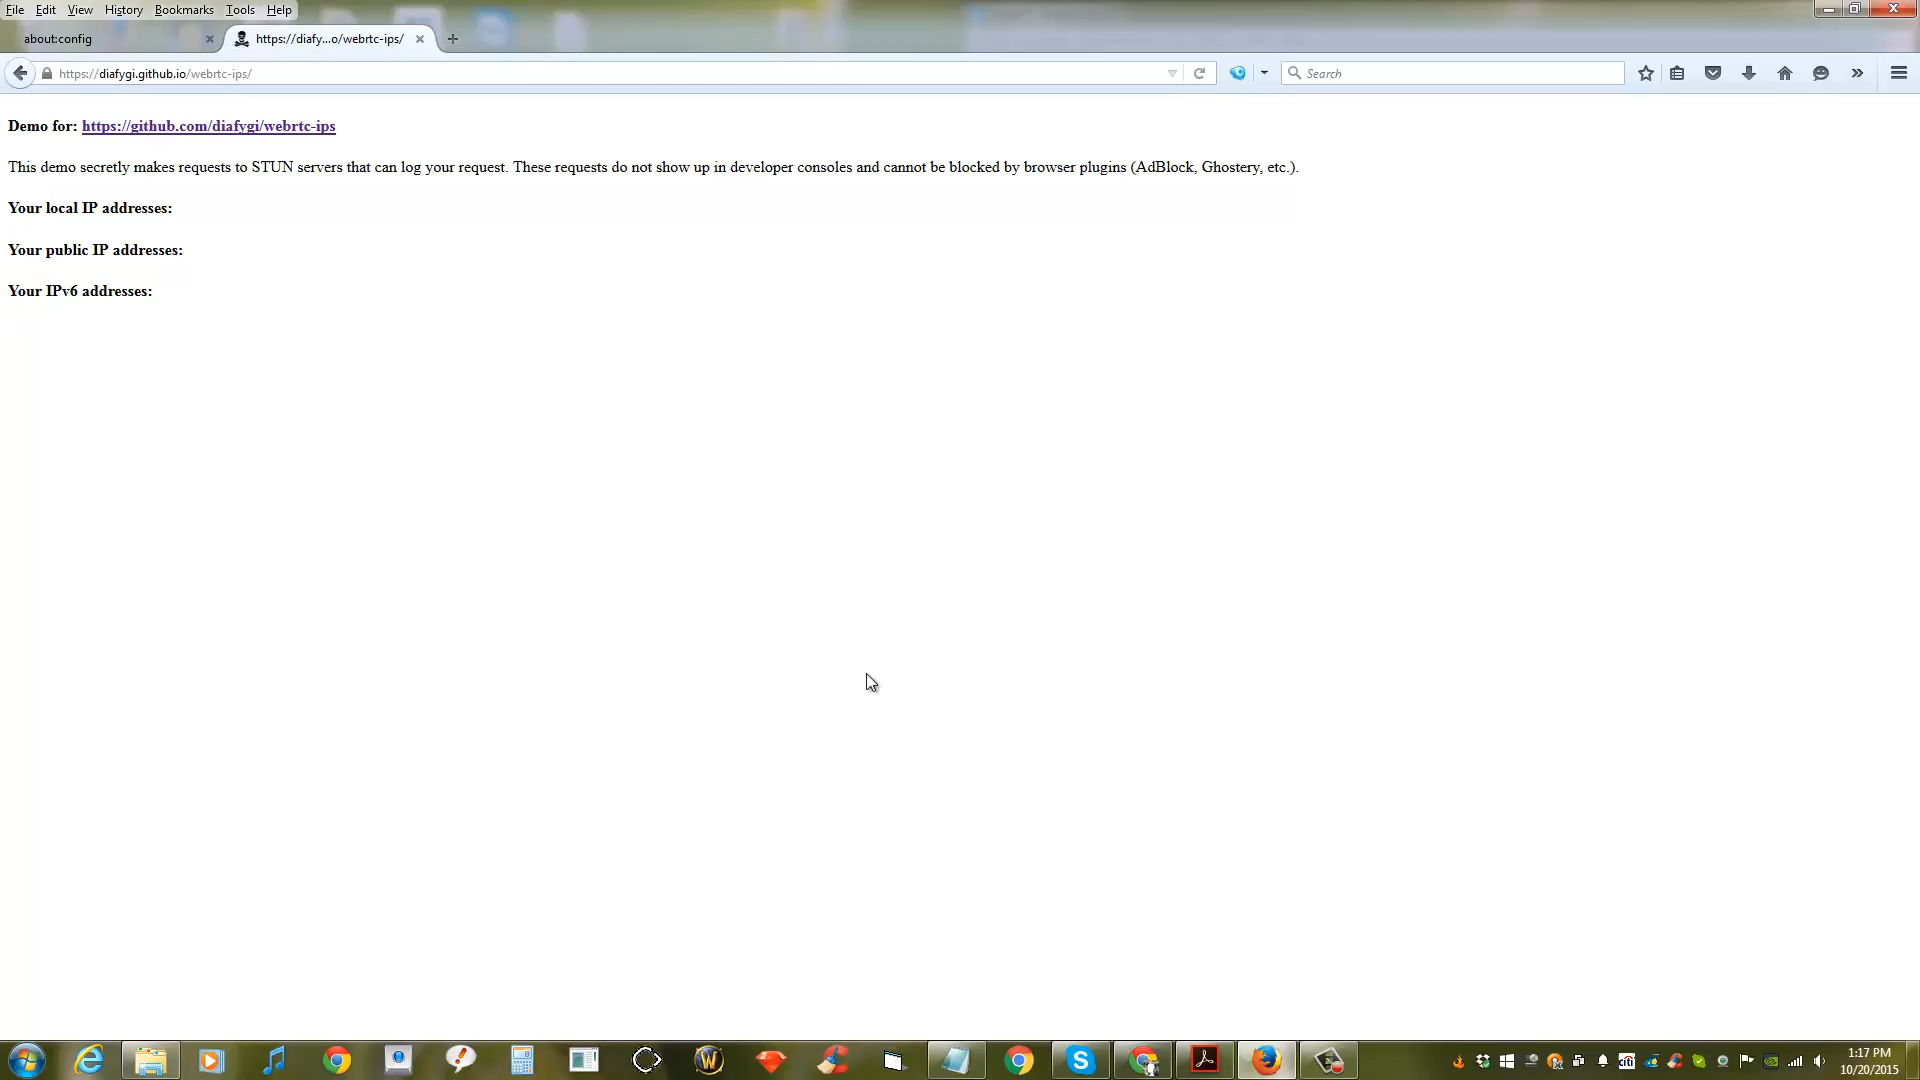 File Edit View History Bookmarks Tools Help
about:config
https://diafy...o/webrtc-ips/
https://diafygi.github.io/webrtc-ips/
Search
Demo for: https://github.com/diafygi/webrtc-ips
This demo secretly makes requests to STUN servers that can log your request. These requests do not show up in developer consoles and cannot be blocked by browser plugins (AdBlock, Ghostery, etc.).
Your local IP addresses:
Your public IP addresses:
Your IPv6 addresses:
citi
1:17 PM
10/20/2015